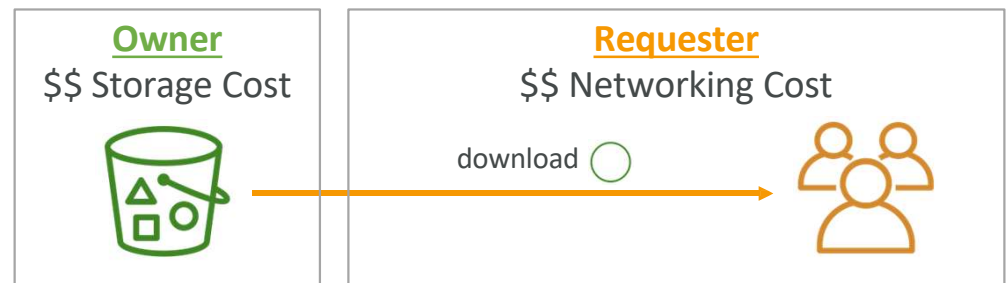 Owner
$$ Storage Cost
Requester
$$ Networking Cost
download